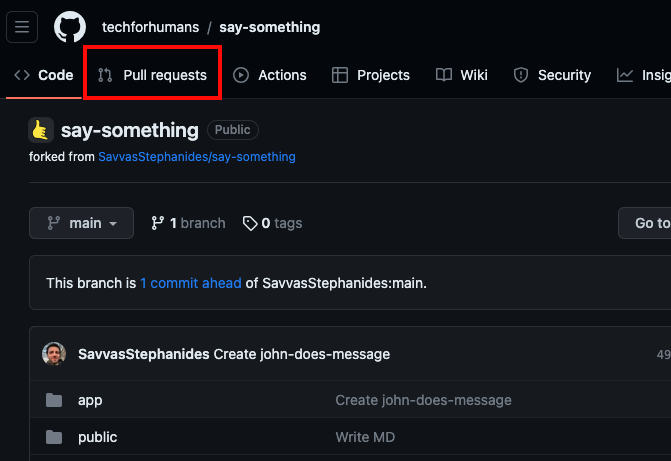 techforhumans / say-something
Code Pull requests Actions Projects Wiki Security Insig
say-something Public
forked from SavvasStephanides/say-something
main 1 branch 0 tags Go to
This branch is 1 commit ahead of SavvasStephanides:main.
SavvasStephanides Create john-does-message 49
app Create john-does-message
public Write MD